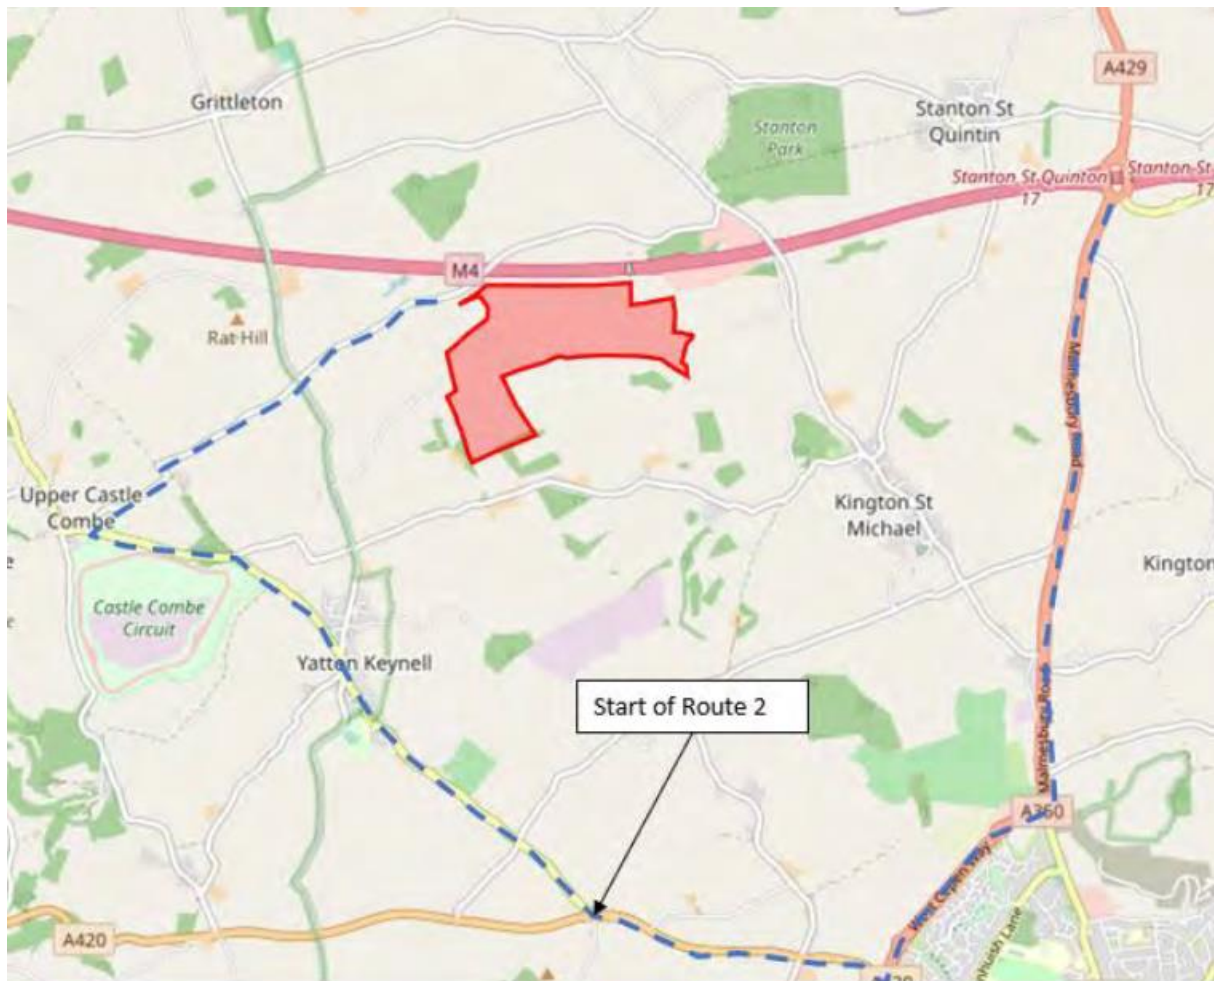 A429
Grittleton
Stanton St
Quintin
Stanton
Park
Stanton St Quinton
17
Stanton St
17
M4
Rat Hill
Malmesbury Road
Upper Castle
Combe
Kington St
Michael
Kington
Castle Combe
Circuit
Yatton Keynell
Start of Route 2
Malmesbury Road
A350
West Cepen Way
A420